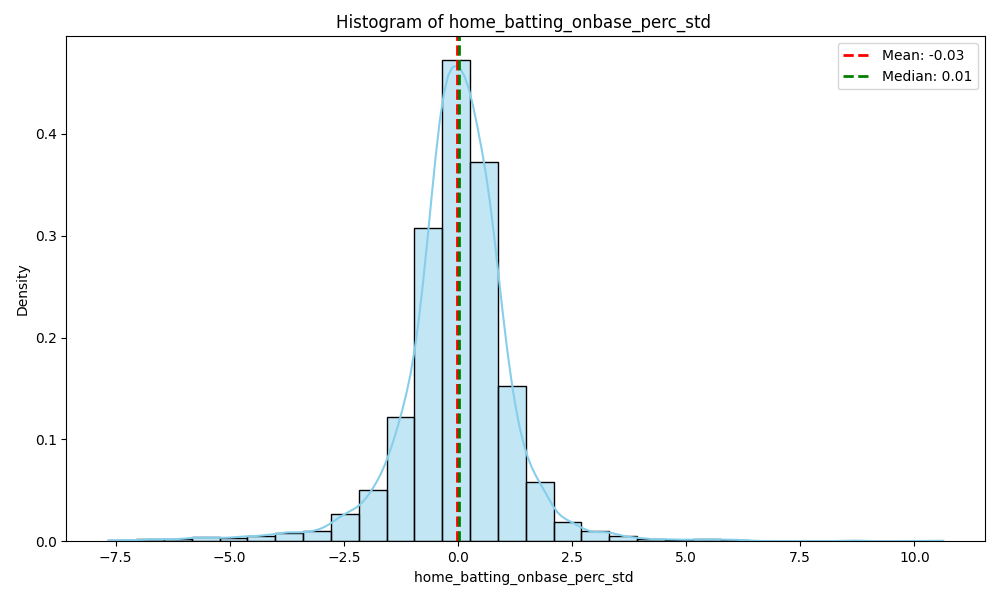 Histogram of home_batting_onbase_perc_std
Mean: -0.03
Median: 0.01
Density
0.4
0.3
0.2
0.1
0.0
−7.5 −5.0 −2.5 0.0 2.5 5.0 7.5 10.0
home_batting_onbase_perc_std